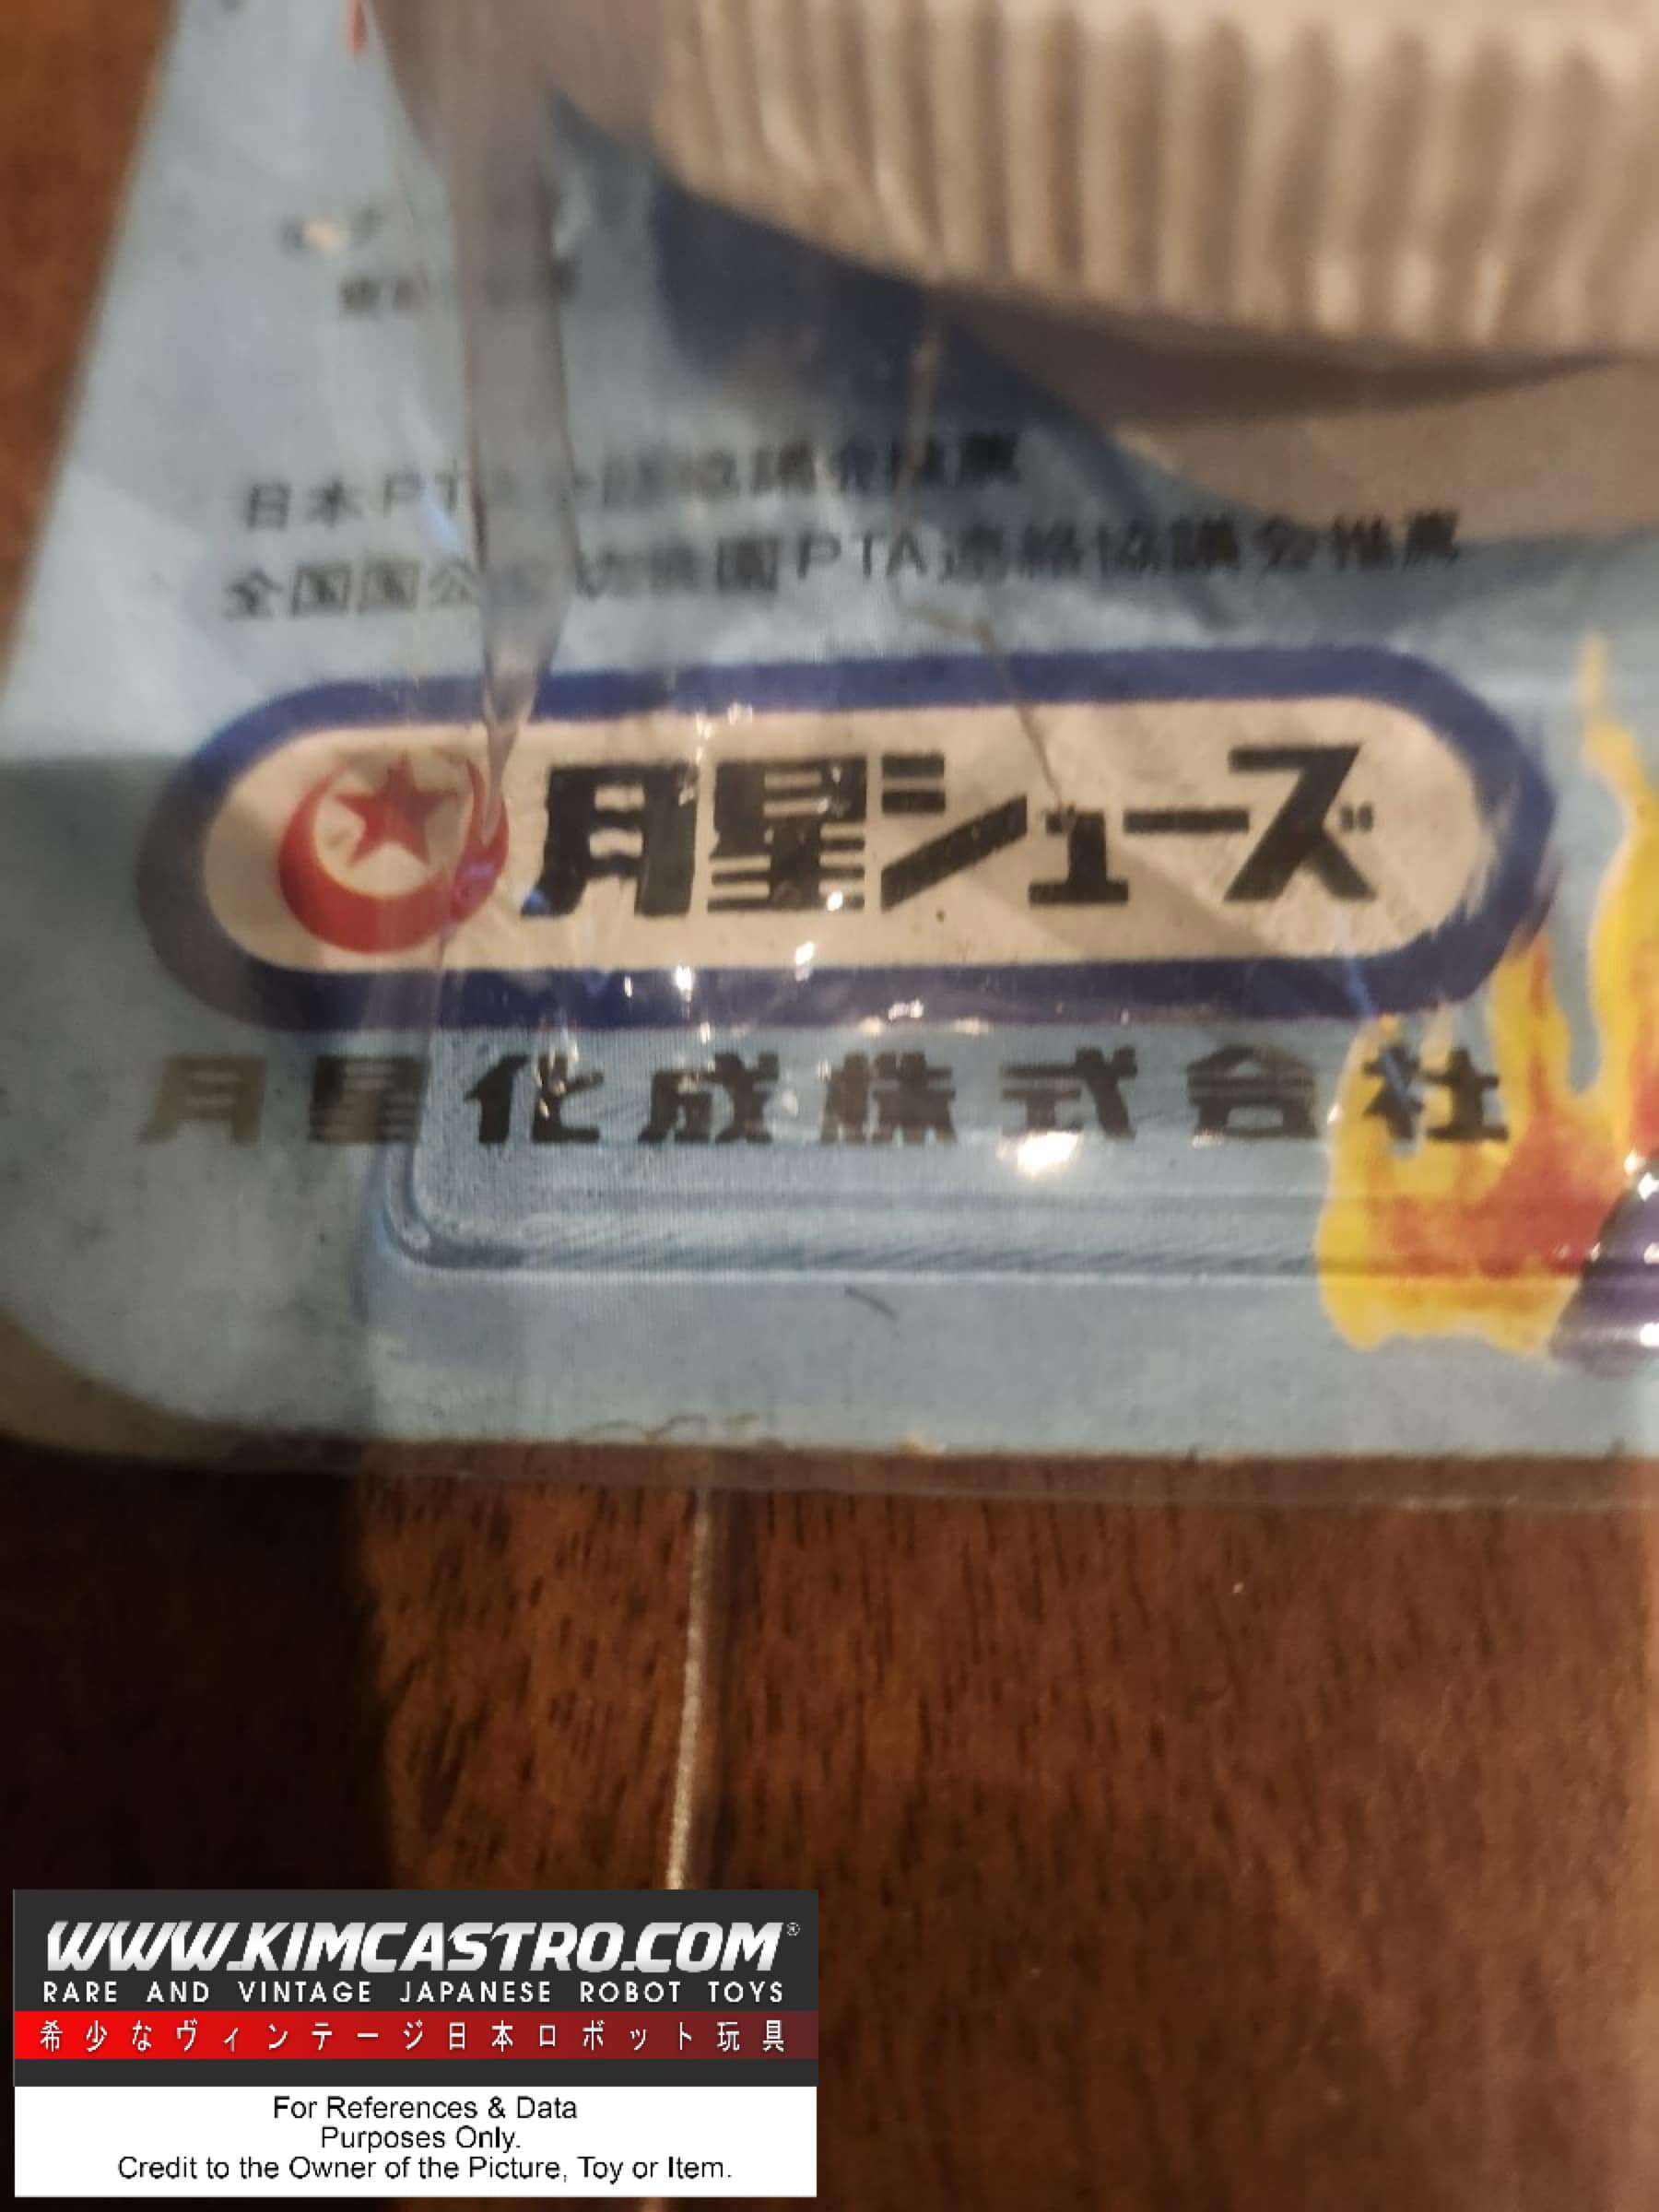 日本PT 協議会推薦
全国国公 幼稚園PTA連絡協議会推薦
月星シューズ
月星化成株式会社
WWW.KIMCASTRO.COM®
RARE AND VINTAGE JAPANESE ROBOT TOYS
希少なヴィンテージ日本ロボット玩具
For References & Data
Purposes Only.
Credit to the Owner of the Picture, Toy or Item.